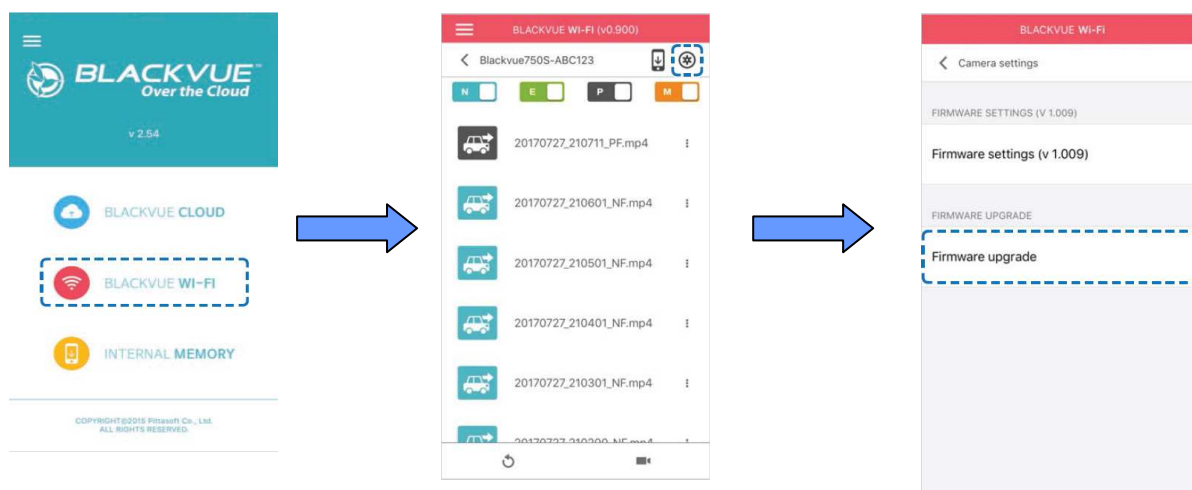 BLACKVUE
Over the Cloud
v 2.54
BLACKVUE CLOUD
BLACKVUE WI-FI
INTERNAL MEMORY
COPYRIGHT©2015 Pittasoft Co., Ltd.
ALL RIGHTS RESERVED.
BLACKVUE WI-FI (v0.900)
Blackvue750S-ABC123
N E P M
20170727_210711_PF.mp4
20170727_210601_NF.mp4
20170727_210501_NF.mp4
20170727_210401_NF.mp4
20170727_210301_NF.mp4
BLACKVUE Wi-Fi
Camera settings
FIRMWARE SETTINGS (V 1.009)
Firmware settings (v 1.009)
FIRMWARE UPGRADE
Firmware upgrade